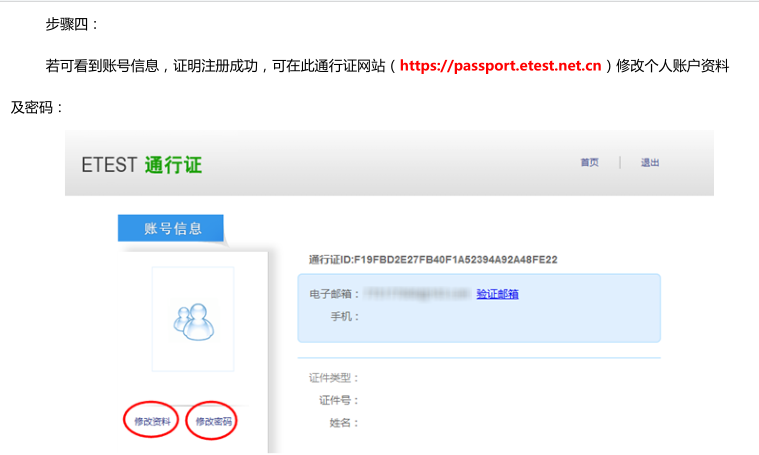 步骤四：
若可看到账号信息，证明注册成功，可在此通行证网站（https://passport.etest.net.cn）修改个人账户资料
及密码：
ETEST 通行证
首页 | 退出
账号信息
通行证ID:F19FBD2E27FB40F1A52394A92A48FE22
电子邮箱： 验证邮箱
手机：
证件类型：
证件号：
姓名：
修改资料 修改密码